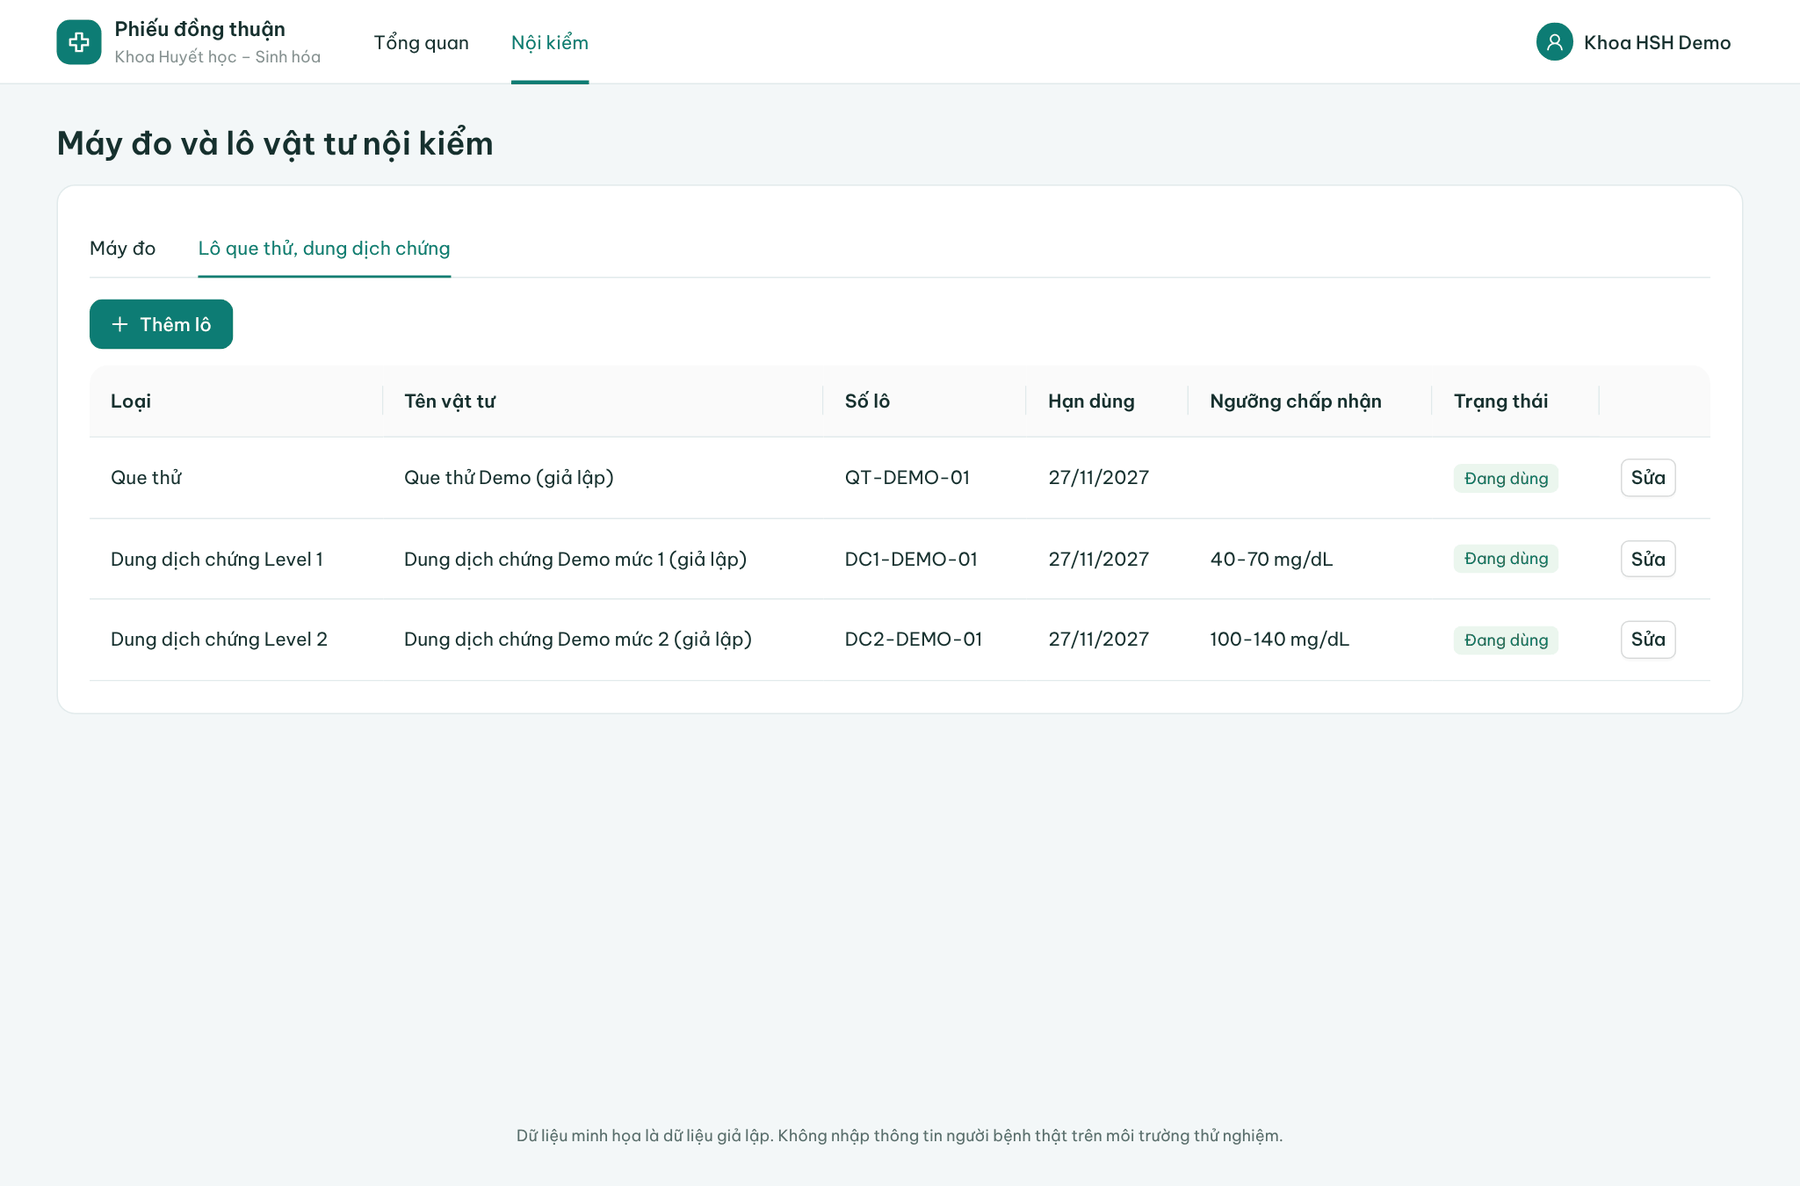 Phiếu đồng thuận
Khoa Huyết học – Sinh hóa
Tổng quan
Nội kiểm
Khoa HSH Demo
Máy đo và lô vật tư nội kiểm
Máy đo
Lô que thử, dung dịch chứng
+ Thêm lô
Loại Tên vật tư Số lô Hạn dùng Ngưỡng chấp nhận Trạng thái
Que thử Que thử Demo (giả lập) QT-DEMO-01 27/11/2027 Đang dùng Sửa
Dung dịch chứng Level 1 Dung dịch chứng Demo mức 1 (giả lập) DC1-DEMO-01 27/11/2027 40-70 mg/dL Đang dùng Sửa
Dung dịch chứng Level 2 Dung dịch chứng Demo mức 2 (giả lập) DC2-DEMO-01 27/11/2027 100-140 mg/dL Đang dùng Sửa
Dữ liệu minh họa là dữ liệu giả lập. Không nhập thông tin người bệnh thật trên môi trường thử nghiệm.